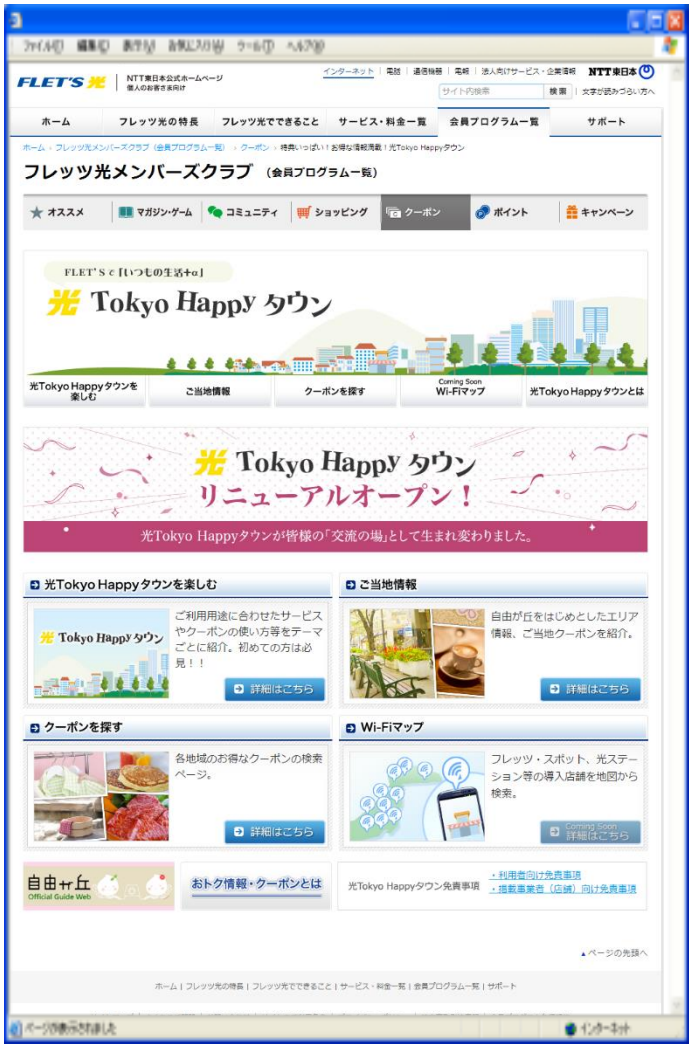 ファイル(F) 編集(E) 表示(V) お気に入り(A) ツール(T) ヘルプ(H)
FLET'S 光
NTT東日本公式ホームページ
個人のお客さま向け
インターネット | 電話 | 通信機器 | 電報 | 法人向けサービス・企業情報 NTT東日本
サイト内検索 検索 文字が読みづらい方へ
ホーム フレッツ光の特長 フレッツ光でできること サービス・料金一覧 会員プログラム一覧 サポート
ホーム › フレッツ光メンバーズクラブ（会員プログラム一覧） › クーポン › 特典いっぱい！お得な情報満載！光Tokyo Happyタウン
フレッツ光メンバーズクラブ （会員プログラム一覧）
オススメ マガジン・ゲーム コミュニティ ショッピング クーポン ポイント キャンペーン
FLET'Sで「いつもの生活+α」
光 Tokyo Happy タウン
光Tokyo Happyタウンを
楽しむ
ご当地情報
クーポンを探す
Coming Soon
Wi-Fiマップ
光Tokyo Happyタウンとは
光 Tokyo Happy タウン
リニューアルオープン！
光Tokyo Happyタウンが皆様の「交流の場」として生まれ変わりました。
光Tokyo Happyタウンを楽しむ
光 Tokyo Happy タウン
ご利用用途に合わせたサービス
やクーポンの使い方等をテーマ
ごとに紹介。初めての方は必
見！！
詳細はこちら
ご当地情報
自由が丘をはじめとしたエリア
情報、ご当地クーポンを紹介。
詳細はこちら
クーポンを探す
各地域のお得なクーポンの検索
ページ。
詳細はこちら
Wi-Fiマップ
フレッツ・スポット、光ステー
ション等の導入店舗を地図から
検索。
Coming Soon
詳細はこちら
自由ヶ丘
Official Guide Web
おトク情報・クーポンとは
光Tokyo Happyタウン免責事項
・利用者向け免責事項
・掲載事業者（店舗）向け免責事項
▲ページの先頭へ
ホーム | フレッツ光の特長 | フレッツ光でできること | サービス・料金一覧 | 会員プログラム一覧 | サポート
ページが表示されました インターネット